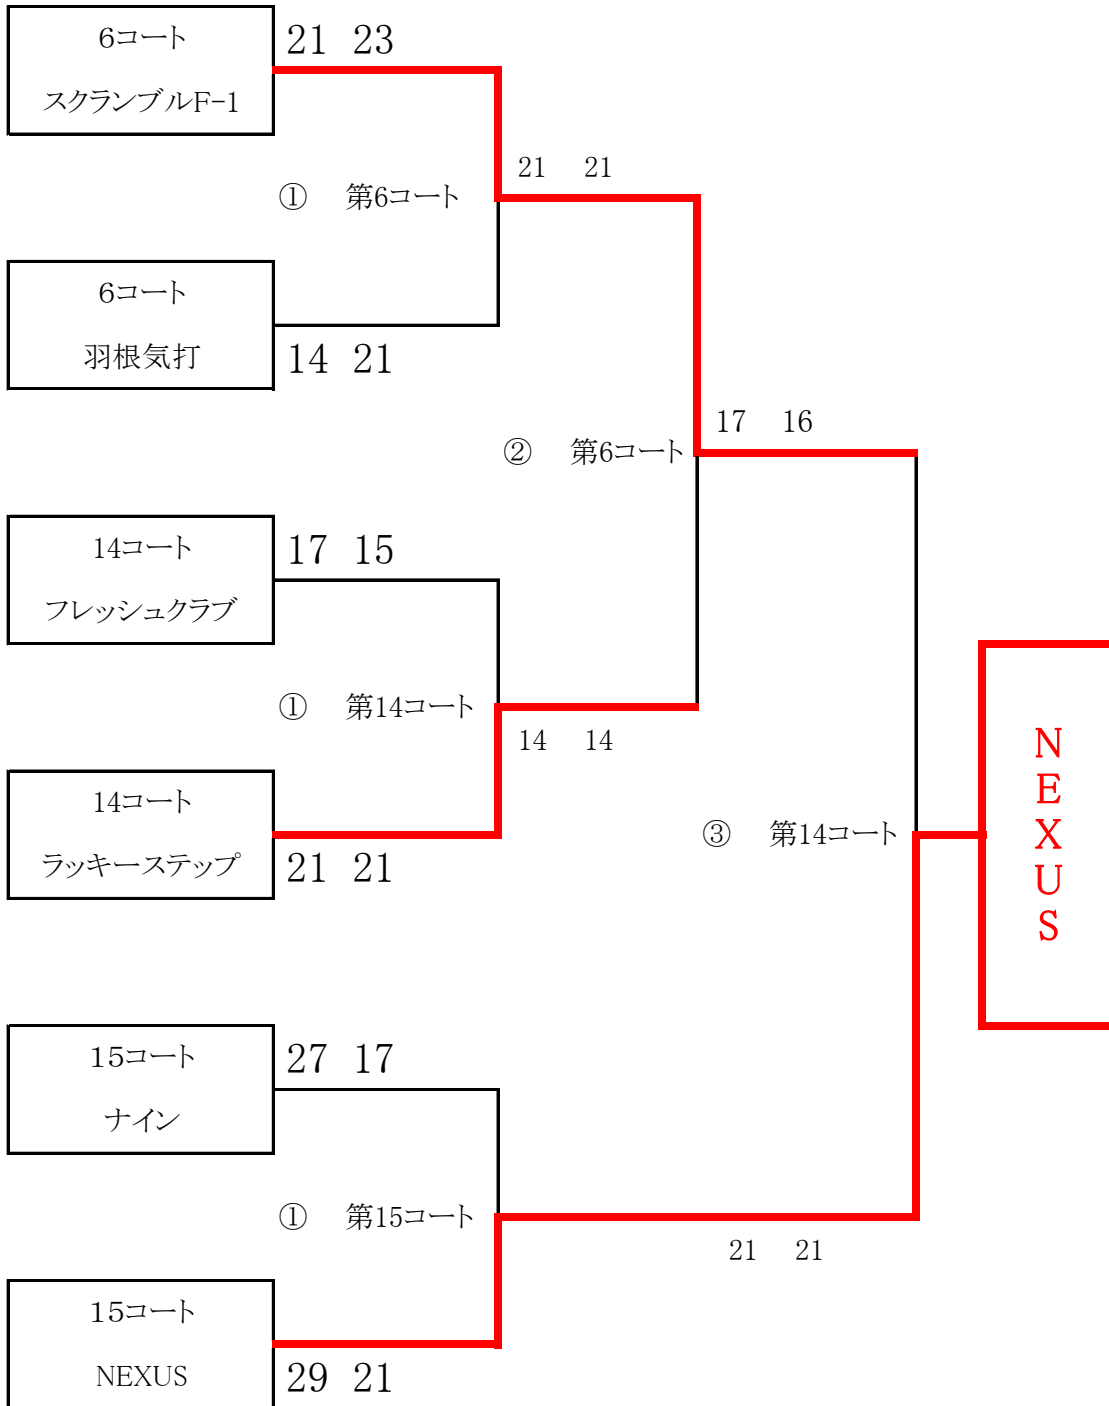 6コート
スクランブルF-1
21 23
21 21
① 第6コート
6コート
羽根気打
14 21
17 16
② 第6コート
14コート
フレッシュクラブ
17 15
① 第14コート
14 14
14コート
ラッキーステップ
21 21
③ 第14コート
N
E
X
U
S
15コート
ナイン
27 17
① 第15コート
21 21
15コート
NEXUS
29 21